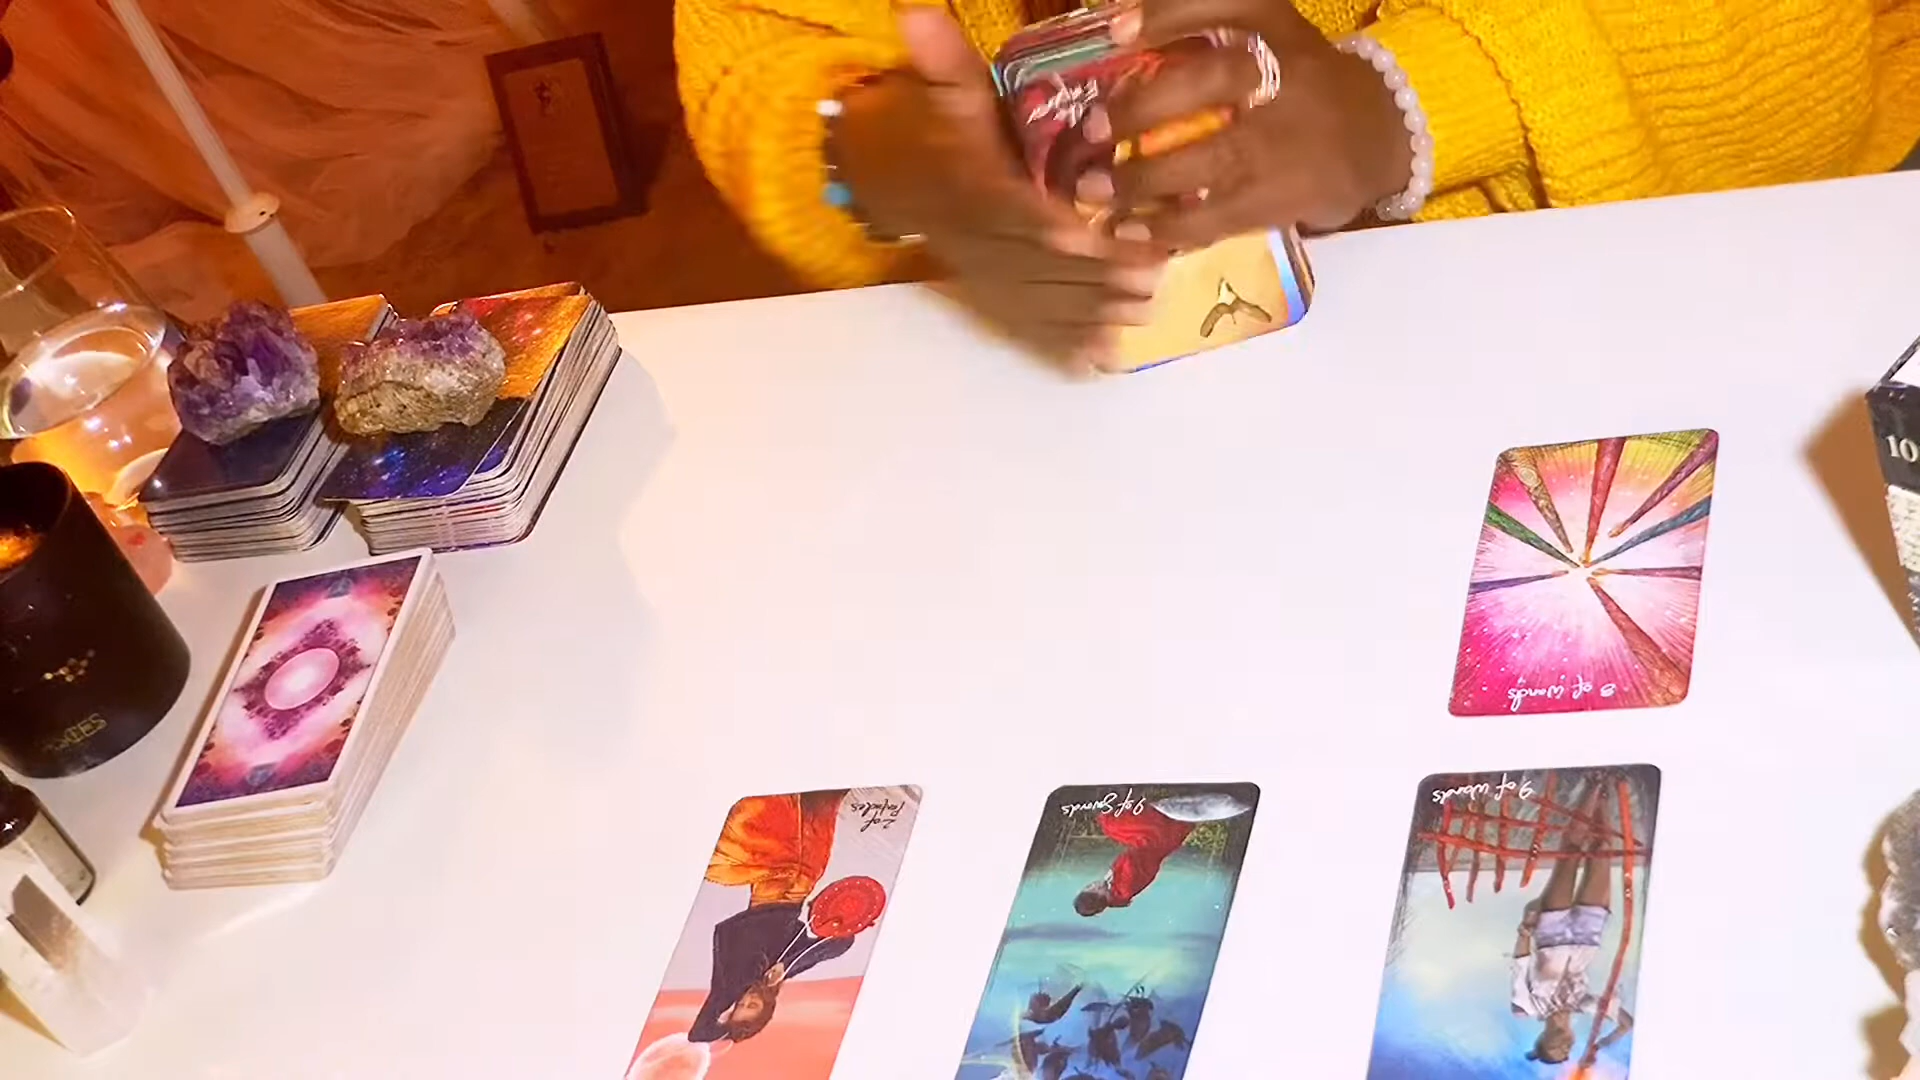 10
8 of Wands
2 of
Pentacles
9 of Swords
9 of Wands